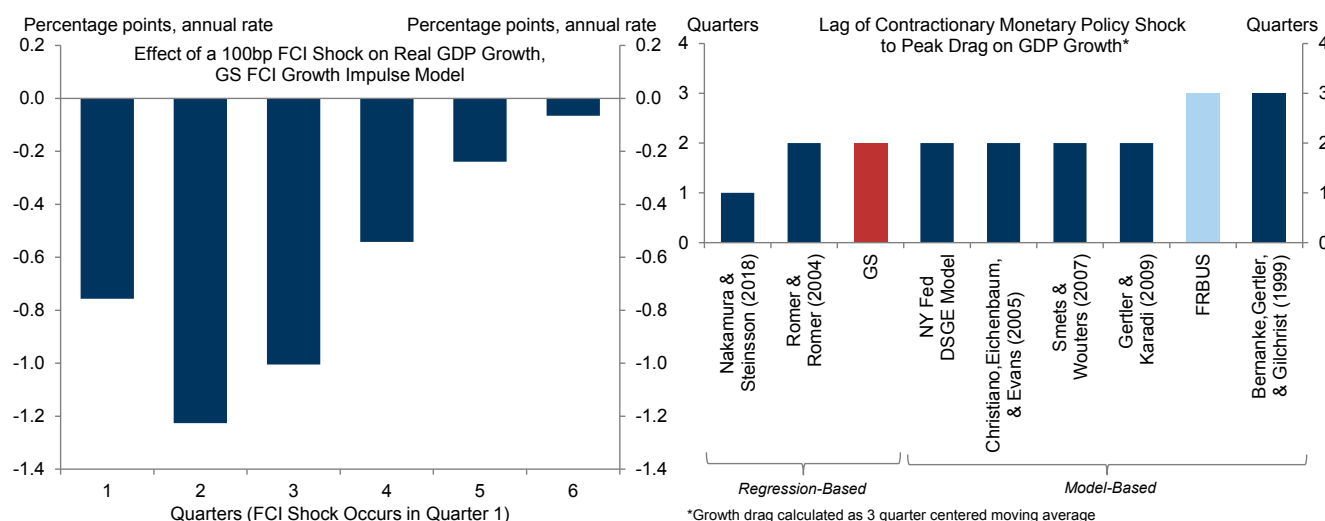 Percentage points, annual rate
Percentage points, annual rate
Effect of a 100bp FCI Shock on Real GDP Growth,
GS FCI Growth Impulse Model
0.2
0.0
-0.2
-0.4
-0.6
-0.8
-1.0
-1.2
-1.4
0.2
0.0
-0.2
-0.4
-0.6
-0.8
-1.0
-1.2
-1.4
1 2 3 4 5 6
Quarters (FCI Shock Occurs in Quarter 1)
Quarters
Quarters
Lag of Contractionary Monetary Policy Shock
to Peak Drag on GDP Growth*
4
3
2
1
0
4
3
2
1
0
Nakamura &
Steinsson (2018)
Romer &
Romer (2004)
GS
NY Fed
DSGE Model
Christiano,Eichenbaum,
& Evans (2005)
Smets &
Wouters (2007)
Gertler &
Karadi (2009)
FRBUS
Bernanke,Gertler,
& Gilchrist (1999)
Regression-Based
Model-Based
*Growth drag calculated as 3 quarter centered moving average